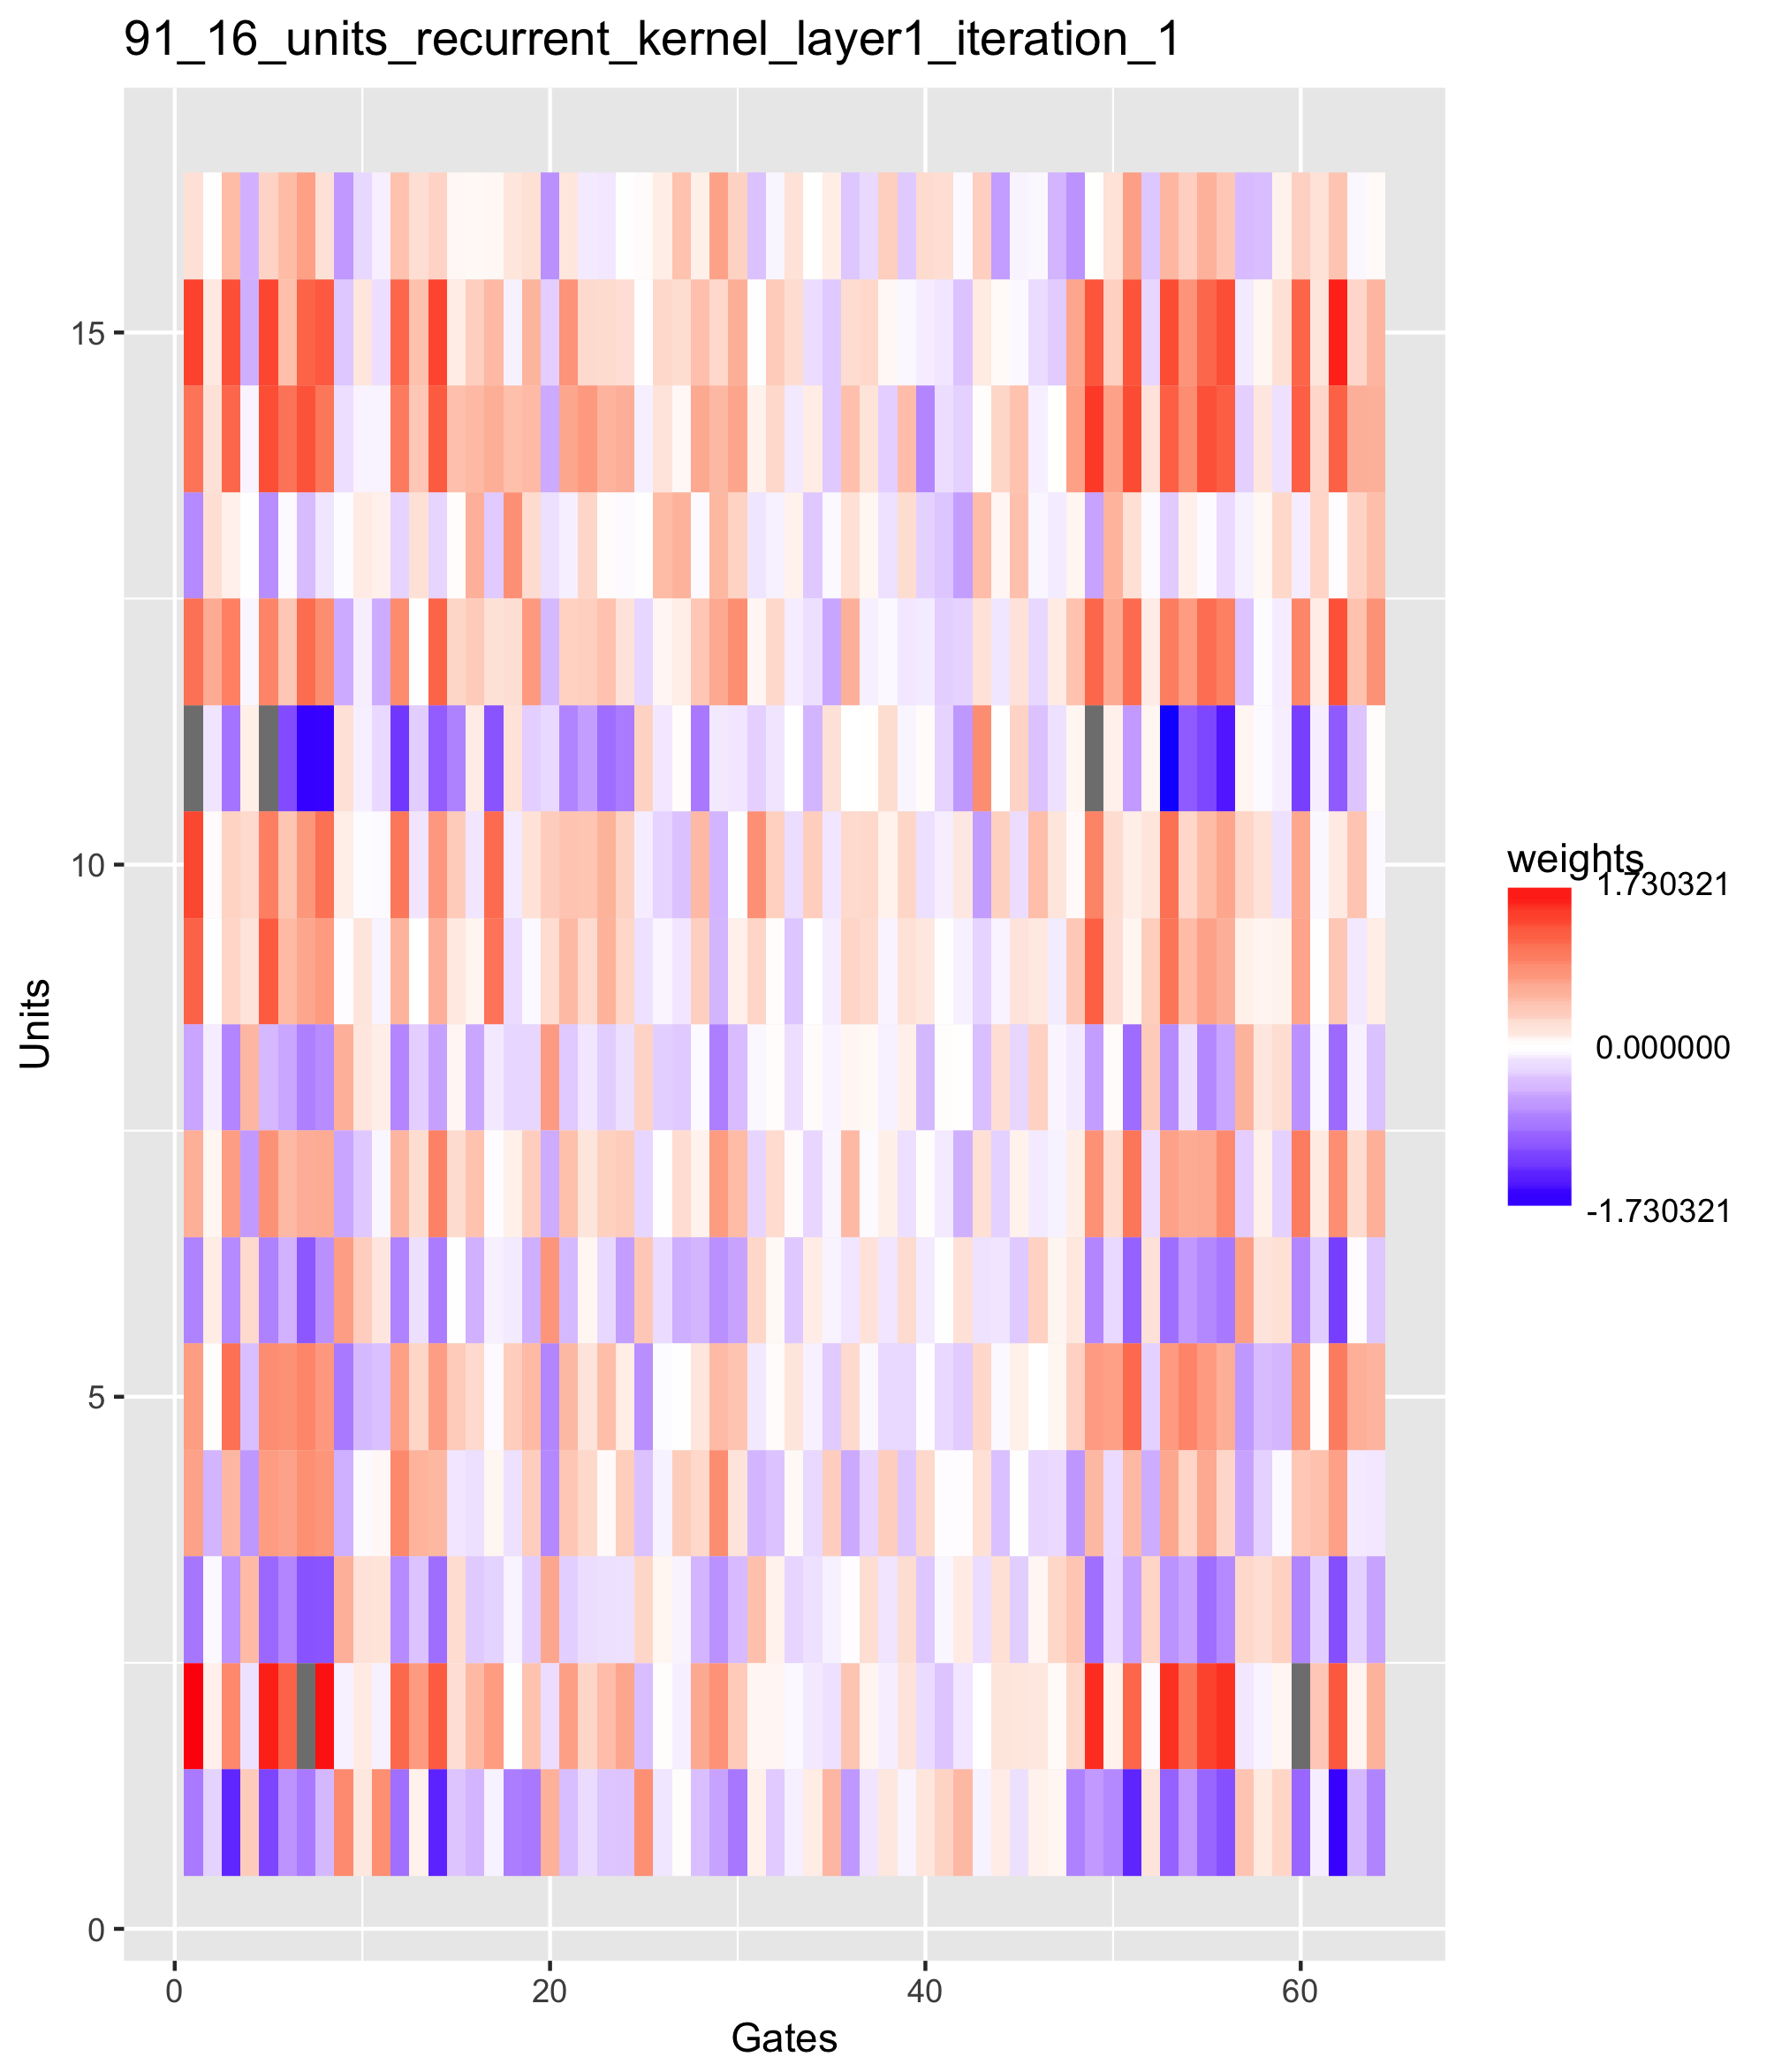 91_16_units_recurrent_kernel_layer1_iteration_1
15
10
5
0
Units
0
20
40
60
Gates
weights
1.730321
0.000000
-1.730321